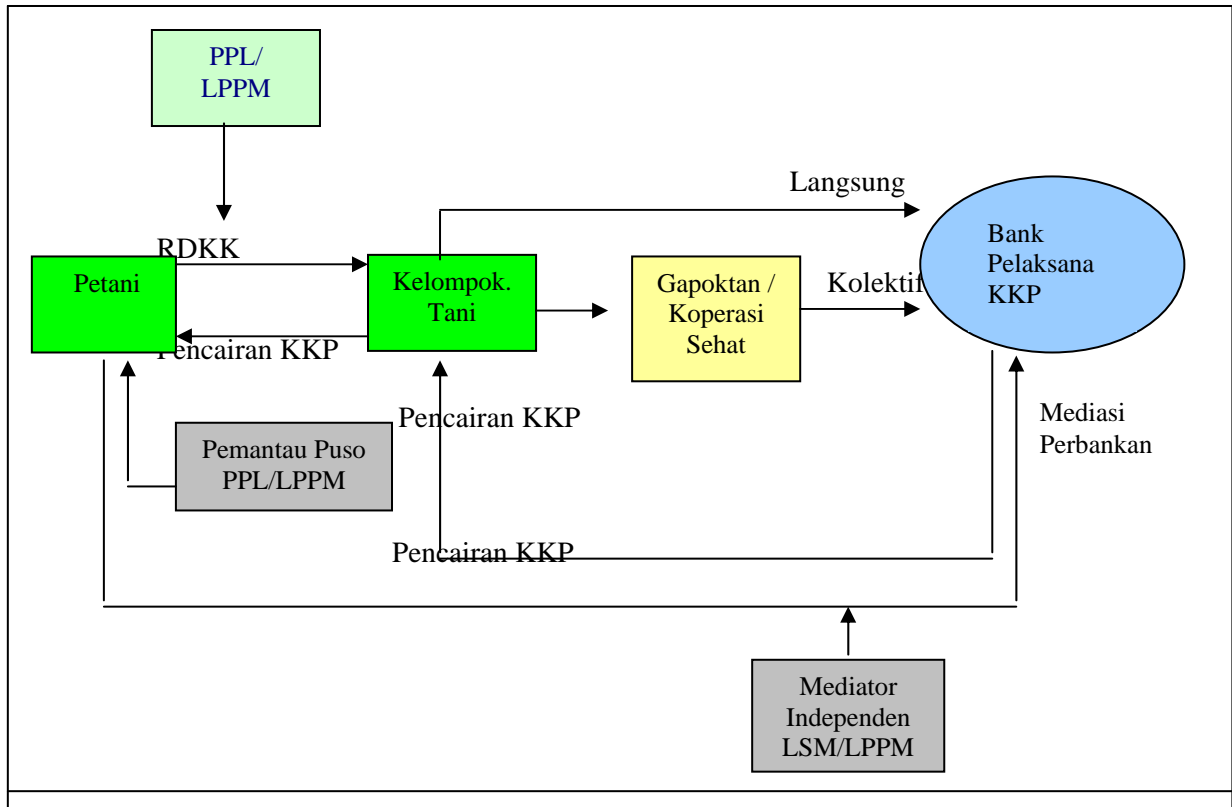 PPL/
LPPM
Langsung
RDKK
Petani
Kelompok.
Tani
Gapoktan /
Koperasi
Sehat
Kolektif
Bank
Pelaksana
KKP
Pencairan KKP
Pencairan KKP
Mediasi
Perbankan
Pemantau Puso
PPL/LPPM
Pencairan KKP
Mediator
Independen
LSM/LPPM